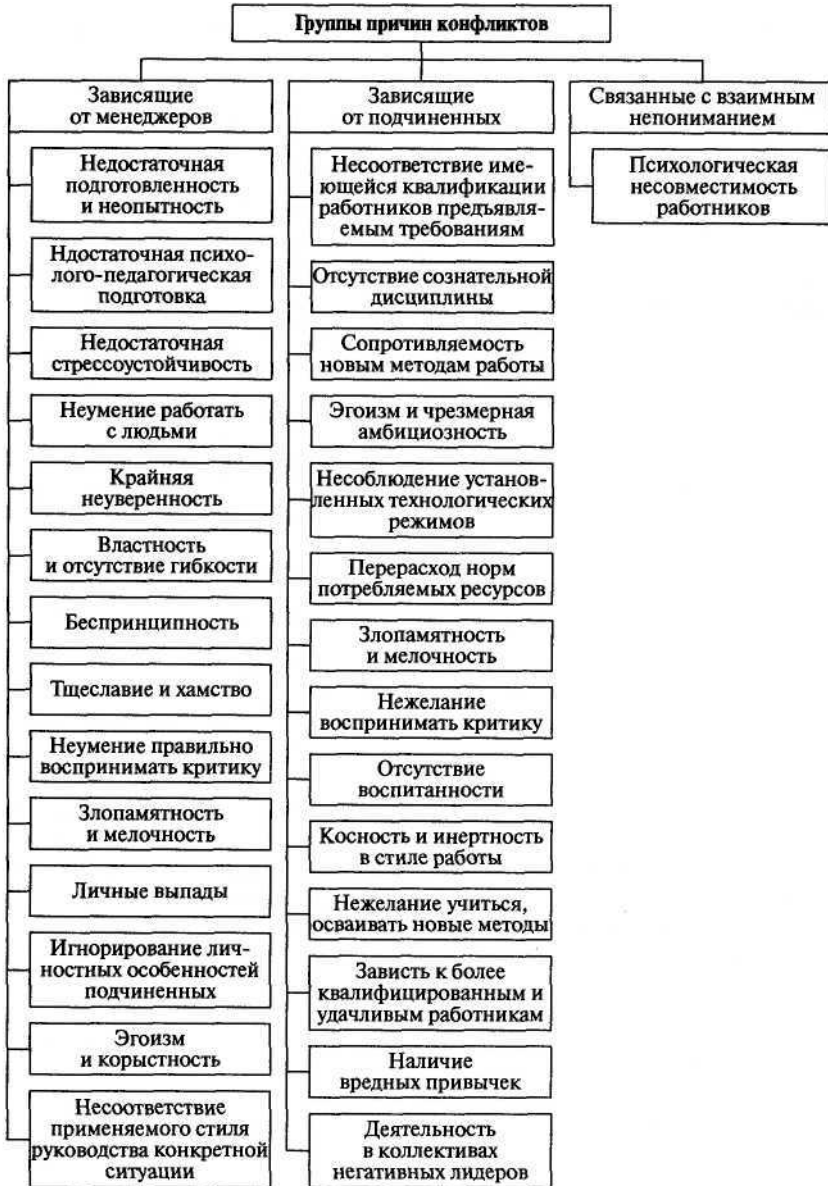 Группы причин конфликтов
Зависящие
от менеджеров
Недостаточная
подготовленность
и неопытность
Ндостаточная психо-
лого-педагогическая
подготовка
Недостаточная
стрессоустойчивость
Неумение работать
с людьми
Крайняя
неуверенность
Властность
и отсутствие гибкости
Беспринципность
Тщеславие и хамство
Неумение правильно
воспринимать критику
Злопамятность
и мелочность
Личные выпады
Игнорирование лич-
ностных особенностей
подчиненных
Эгоизм
и корыстность
Несоответствие
применяемого стиля
руководства конкретной
ситуации
Зависящие
от подчиненных
Несоответствие име-
ющейся квалификации
работников предъявля-
емым требованиям
Отсутствие сознательной
дисциплины
Сопротивляемость
новым методам работы
Эгоизм и чрезмерная
амбициозность
Несоблюдение установ-
ленных технологических
режимов
Перерасход норм
потребляемых ресурсов
Злопамятность
и мелочность
Нежелание
воспринимать критику
Отсутствие
воспитанности
Косность и инертность
в стиле работы
Нежелание учиться,
осваивать новые методы
Зависть к более
квалифицированным и
удачливым работникам
Наличие
вредных привычек
Деятельность
в коллективах
негативных лидеров
Связанные с взаимным
непониманием
Психологическая
несовместимость
работников